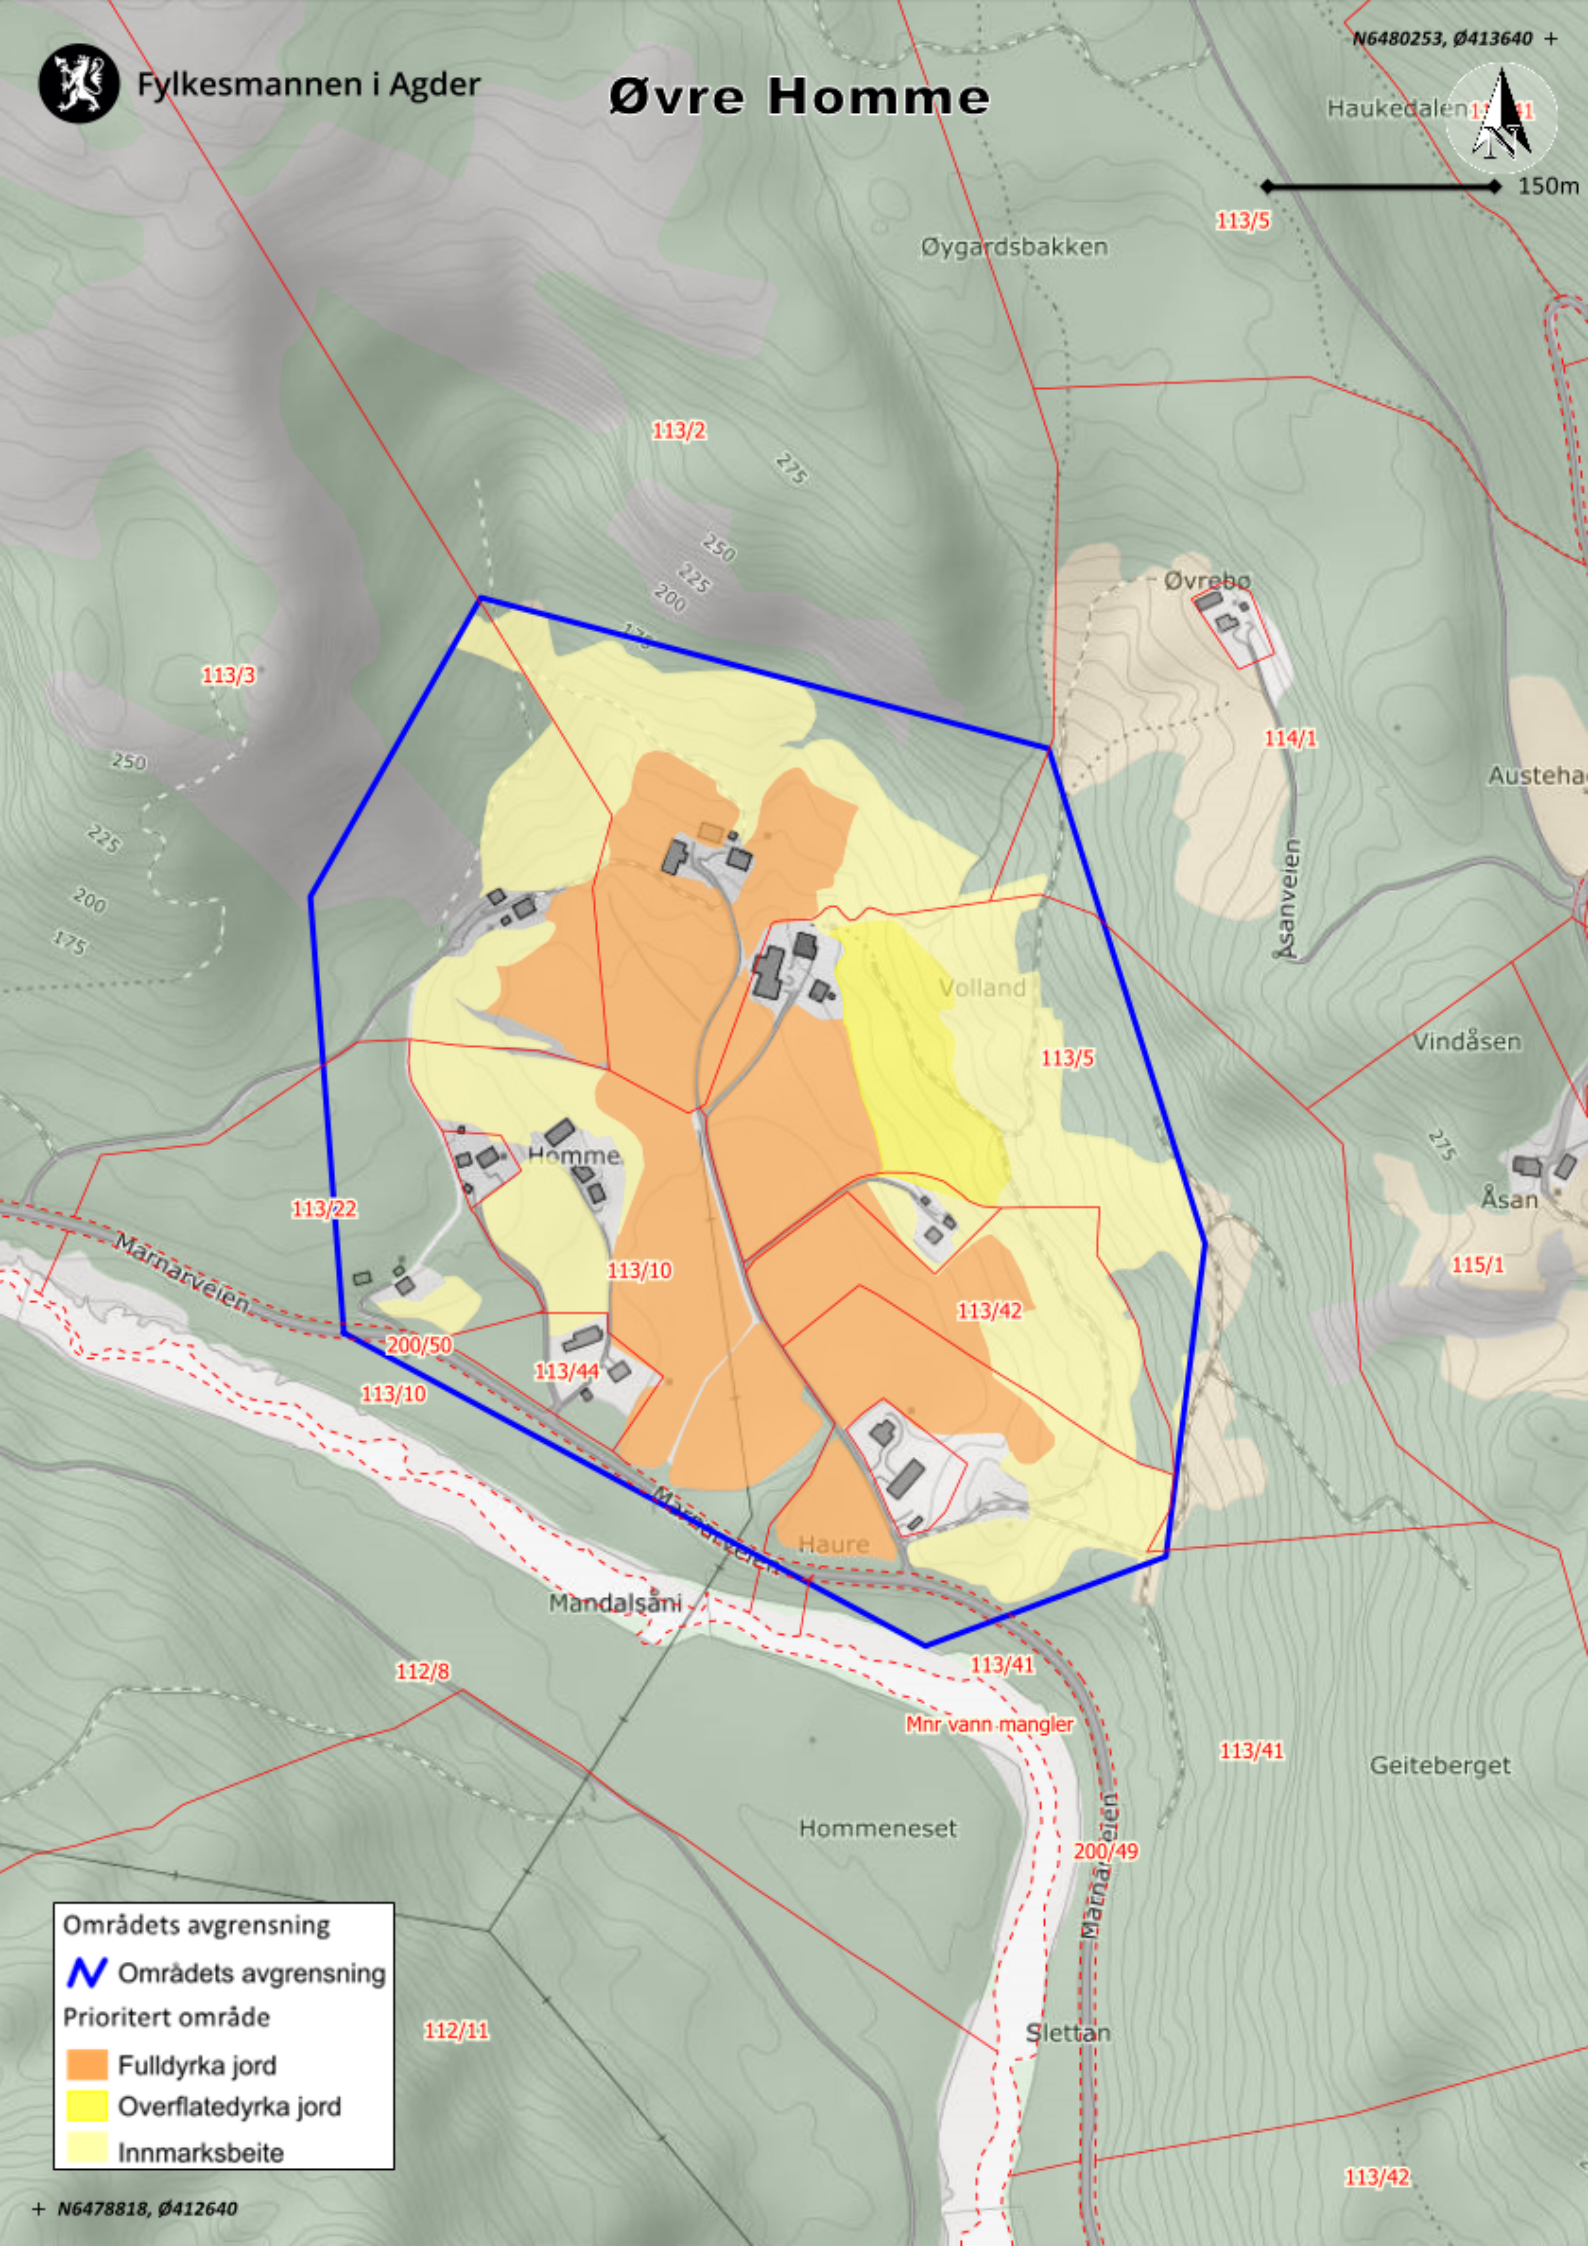 N6480253, Ø413640
Fylkesmannen i Agder
Øvre Homme
Haukedalen
150m
113/5
Øygardsbakken
113/2
275
250
225
200
175
Øvrebø
113/3
114/1
250
Austeha
225
200
175
Åsanveien
Volland
Vindåsen
113/5
275
Homme
Åsan
113/22
Marnarveien
113/10
115/1
113/42
200/50
113/44
113/10
Marnarveien
Haure
Mandalsåni
113/41
112/8
Mnr vann mangler
113/41
Geiteberget
Hommeneset
200/49
Marnarveien
Områdets avgrensning
Områdets avgrensning
Prioritert område
Fulldyrka jord
Overflatedyrka jord
Innmarksbeite
112/11
Slettan
113/42
N6478818, Ø412640